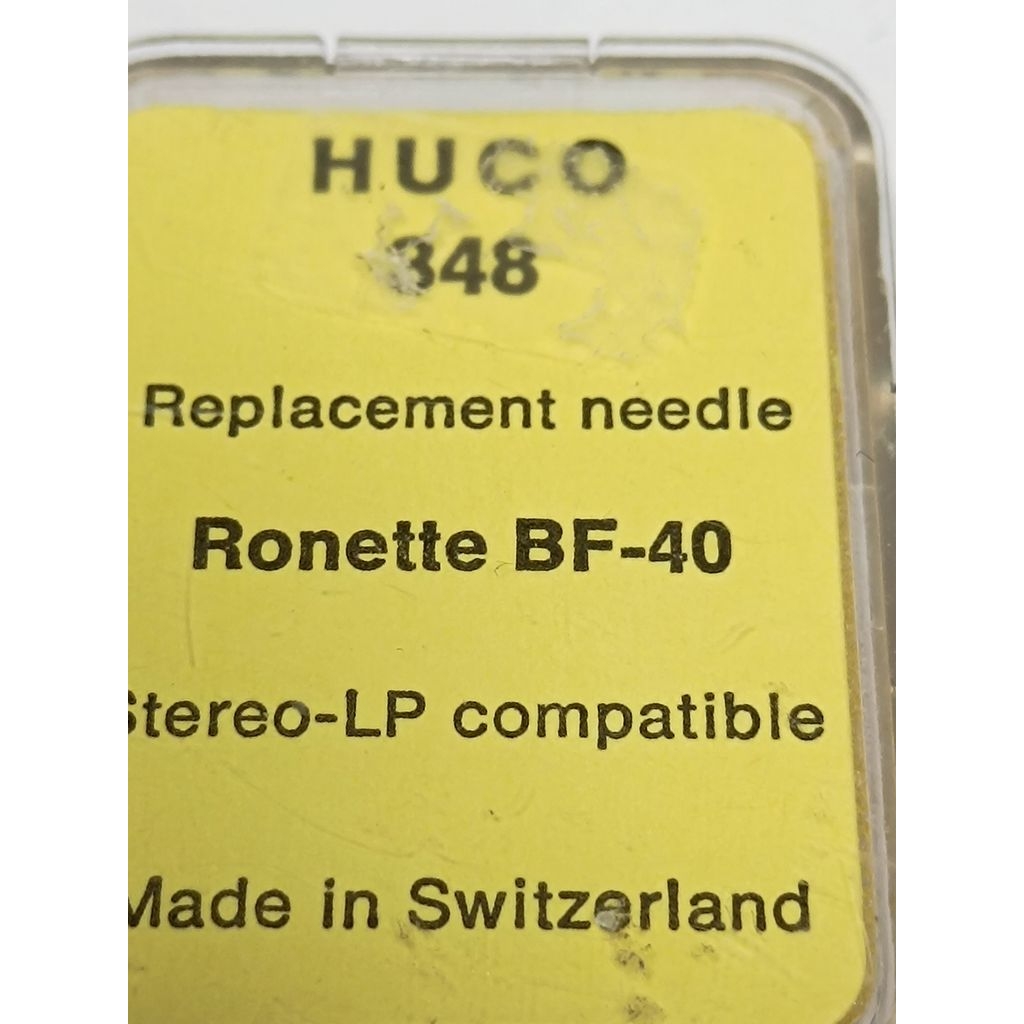 HUCO
348
Replacement needle
Ronette BF-40
Stereo-LP compatible
Made in Switzerland